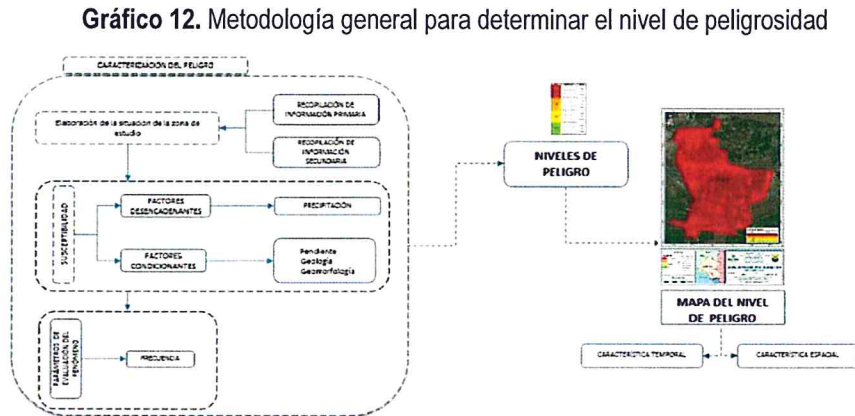 Gráfico 12. Metodología general para determinar el nivel de peligrosidad
CARACTERIZACIÓN DEL PELIGRO
Elaboración de la situación de la zona de
estudio
RECOPILACIÓN DE
INFORMACIÓN PRIMARIA
RECOPILACIÓN DE
INFORMACIÓN
SECUNDARIA
SUSCEPTIBILIDAD
FACTORES
DESENCADENANTES
PRECIPITACIÓN
FACTORES
CONDICIONANTES
Pendiente
Geología
Geomorfología
PARÁMETROS DE
EVALUACIÓN DEL
FENÓMENO
FRECUENCIA
NIVELES DE
PELIGRO
MAPA DEL NIVEL
DE PELIGRO
CARACTERÍSTICA TEMPORAL
CARACTERÍSTICA ESPACIAL